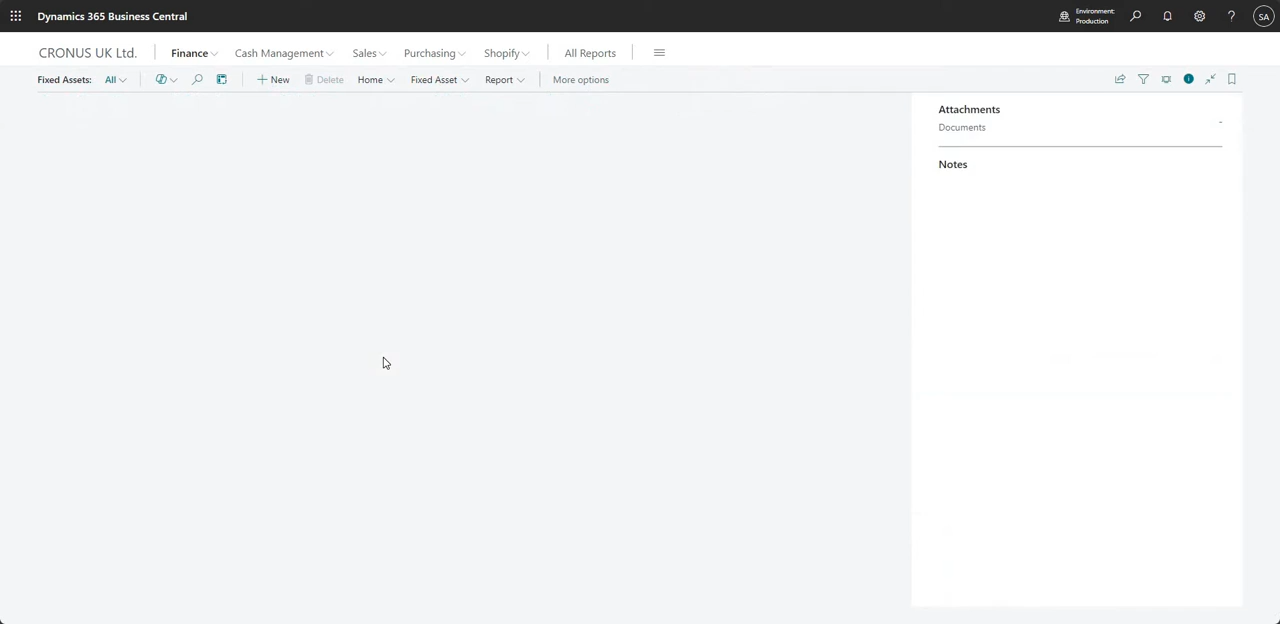 Dynamics 365 Business Central
Environment:
Production
SA
CRONUS UK Ltd.
Finance
Cash Management
Sales
Purchasing
Shopify
All Reports
Fixed Assets:
All
New
Delete
Home
Fixed Asset
Report
More options
Attachments
Documents
-
Notes